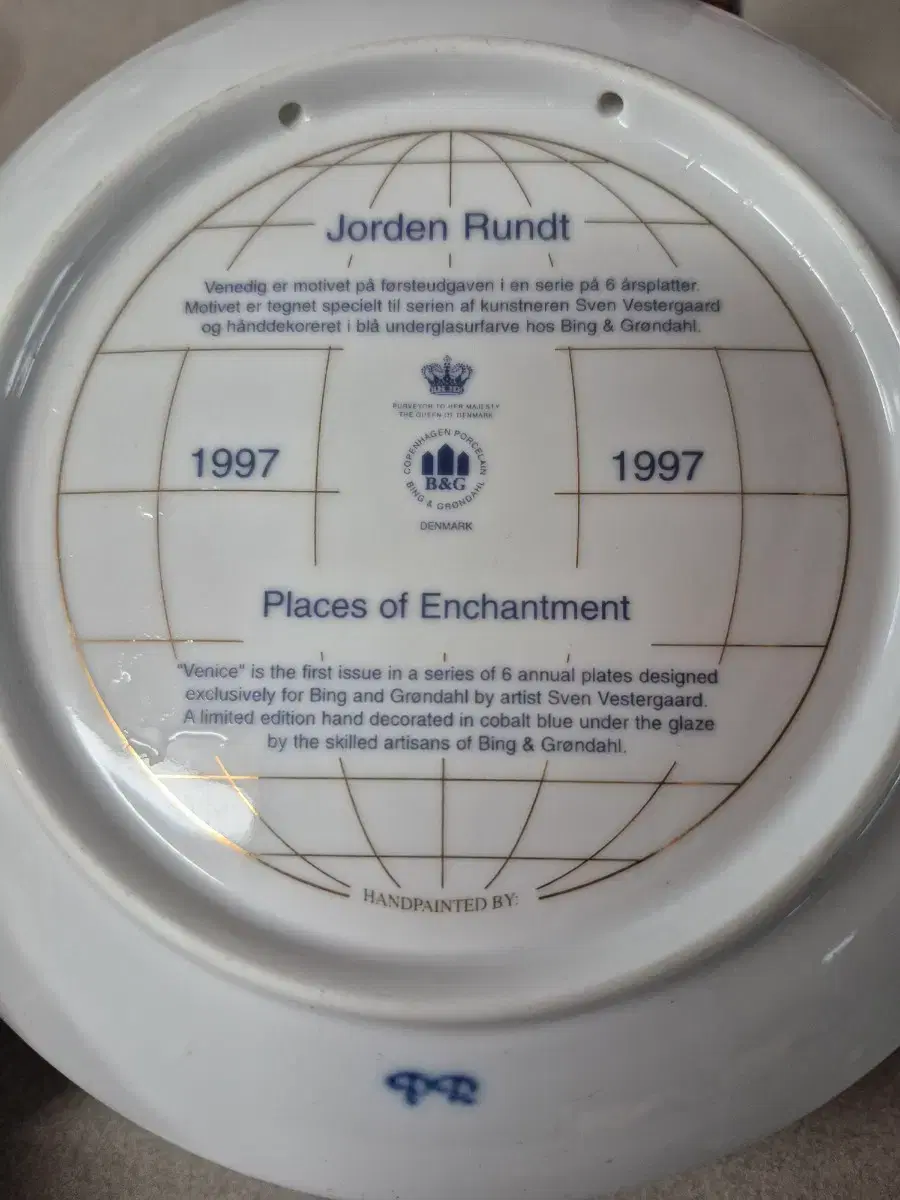 Jorden Rundt
Venedig er motivet på førsteudgaven i en serie på 6 årsplatter.
Motivet er tegnet specielt til serien af kunstneren Sven Vestergaard
og hånddekoreret i blå underglasurfarve hos Bing & Grøndahl.
PURVEYOR TO HER MAJESTY
THE QUEEN OF DENMARK
1997
COPENHAGEN PORCELAIN
B&G
BING & GRØNDAHL
1997
DENMARK
Places of Enchantment
"Venice" is the first issue in a series of 6 annual plates designed
exclusively for Bing and Grøndahl by artist Sven Vestergaard.
A limited edition hand decorated in cobalt blue under the glaze
by the skilled artisans of Bing & Grøndahl.
HANDPAINTED BY: